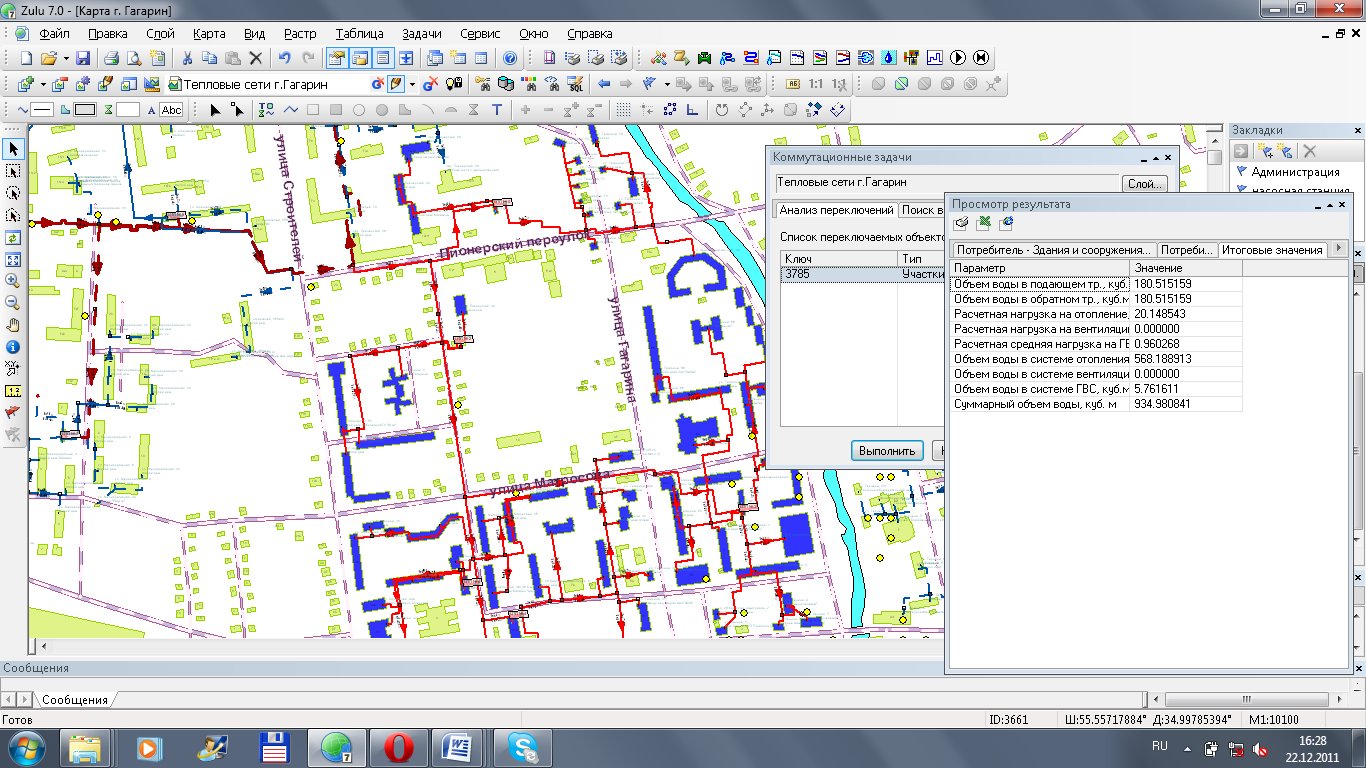 Zulu 7.0 - [Карта г. Гагарин]
Файл Правка Слой Карта Вид Растр Таблица Задачи Сервис Окно Справка
Тепловые сети г.Гагарин
1:1
A Abc
улица Строителей
Пионерский переулок
улица Гагарина
улица Матросова
Коммутационные задачи
Тепловые сети г.Гагарин
Слой...
Анализ переключений Поиск в
Список переключаемых объекто
Ключ Тип
3785 Участки
Выполнить
Закладки
Администрация
насосная станция
Просмотр результата
Потребитель - Здания и сооружения... Потреби... Итоговые значения
Параметр Значение
Объем воды в подающем тр., куб. 180.515159
Объем воды в обратном тр., куб.м 180.515159
Расчетная нагрузка на отопление, 20.148543
Расчетная нагрузка на вентиляци 0.000000
Расчетная средняя нагрузка на ГВ 0.960268
Объем воды в системе отопления 568.188913
Объем воды в системе вентиляци 0.000000
Объем воды в системе ГВС, куб.м 5.761611
Суммарный объем воды, куб. м 934.980841
Сообщения
Сообщения
Готов ID:3661 Ш:55.55717884° Д:34.99785394° М1:10100
RU 16:28
22.12.2011